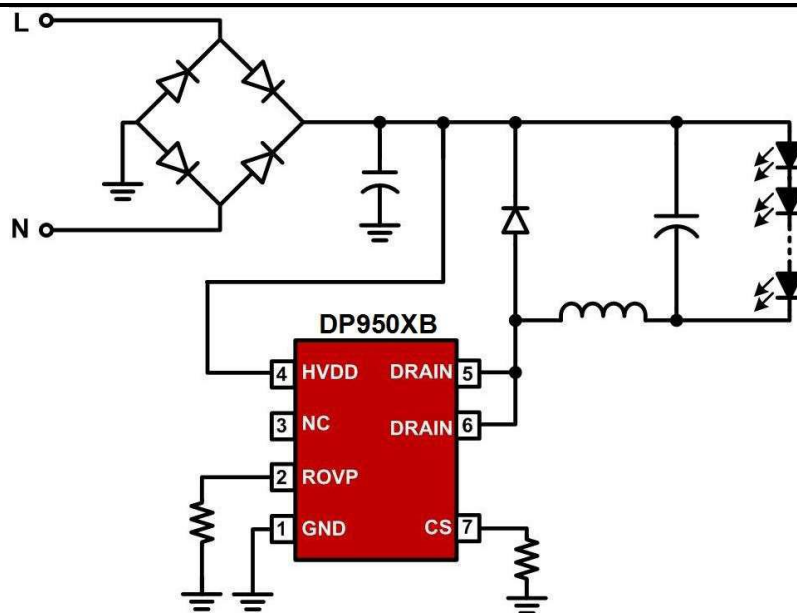 L
N
DP950XB
4 HVDD DRAIN 5
3 NC DRAIN 6
2 ROVP
1 GND CS 7